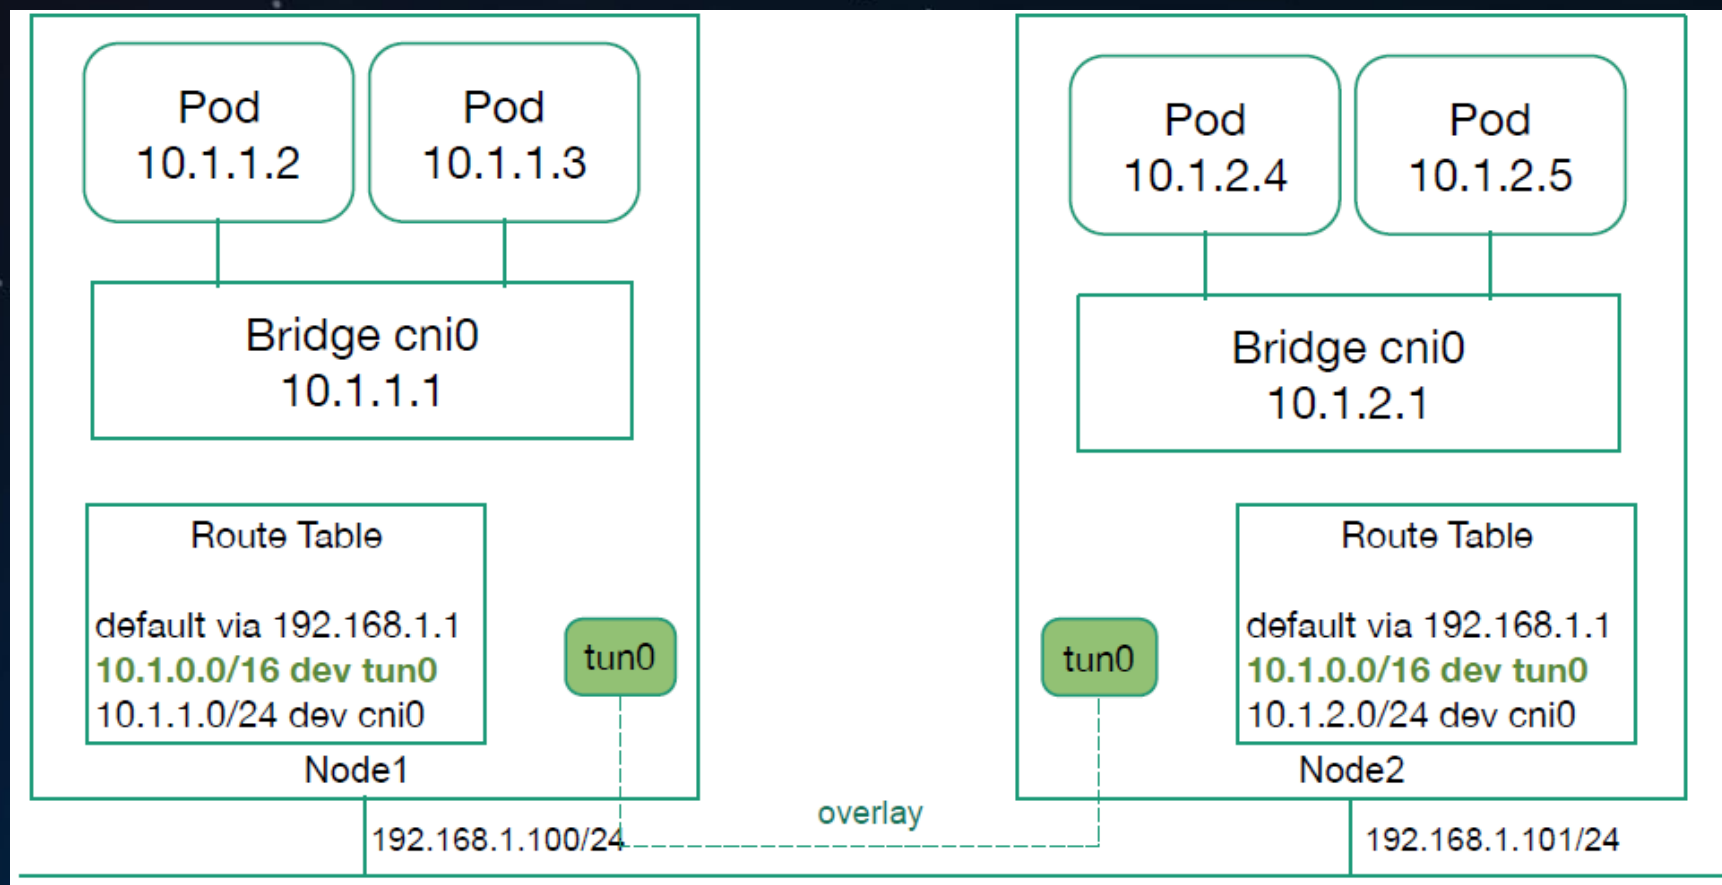 Pod
10.1.1.2
Pod
10.1.1.3
Bridge cni0
10.1.1.1
Route Table
default via 192.168.1.1
10.1.0.0/16 dev tun0
10.1.1.0/24 dev cni0
tun0
Node1
192.168.1.100/24
overlay
Pod
10.1.2.4
Pod
10.1.2.5
Bridge cni0
10.1.2.1
tun0
Route Table
default via 192.168.1.1
10.1.0.0/16 dev tun0
10.1.2.0/24 dev cni0
Node2
192.168.1.101/24